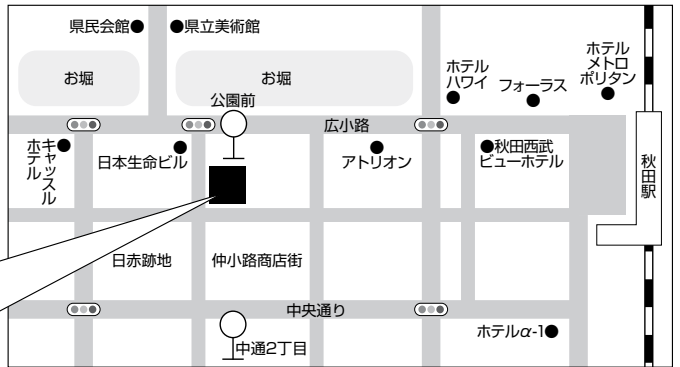 県民会館●
●県立美術館
お堀
お堀
ホテル
ハワイ
フォーラス
ホテル
メトロ
ポリタン
公園前
広小路
キャッスル
ホテル
日本生命ビル
アトリオン
●秋田西武
ビューホテル
秋田駅
日赤跡地
仲小路商店街
中央通り
中通2丁目
ホテルα-1●